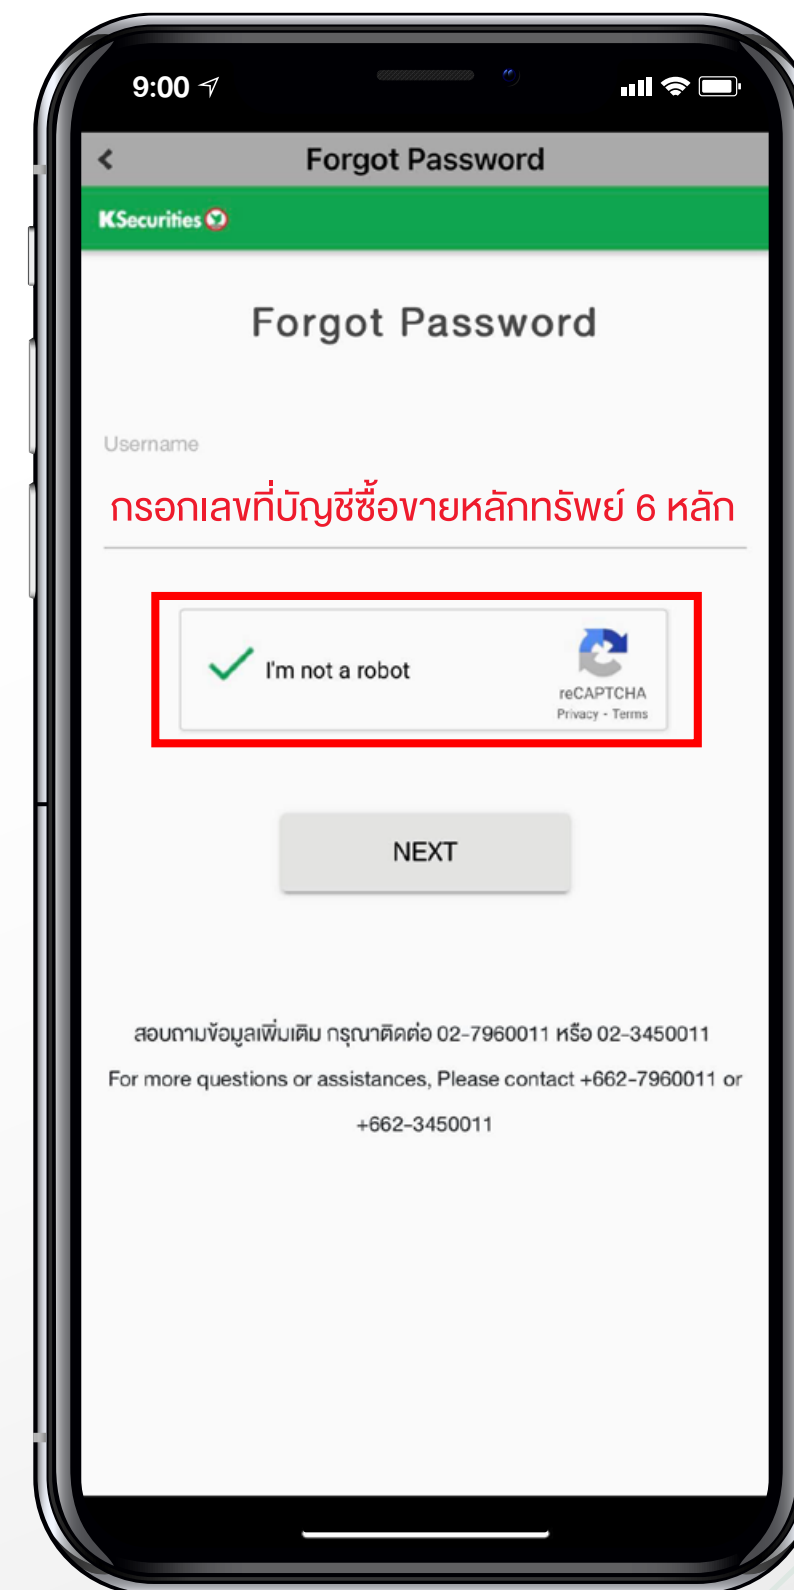 9:00
Forgot Password
KSecurities
Forgot Password
Username
กรอกเลขที่บัญชีซื้อขายหลักทรัพย์ 6 หลัก
I'm not a robot
reCAPTCHA
Privacy - Terms
NEXT
สอบถามข้อมูลเพิ่มเติม กรุณาติดต่อ 02-7960011 หรือ 02-3450011
For more questions or assistances, Please contact +662-7960011 or
+662-3450011